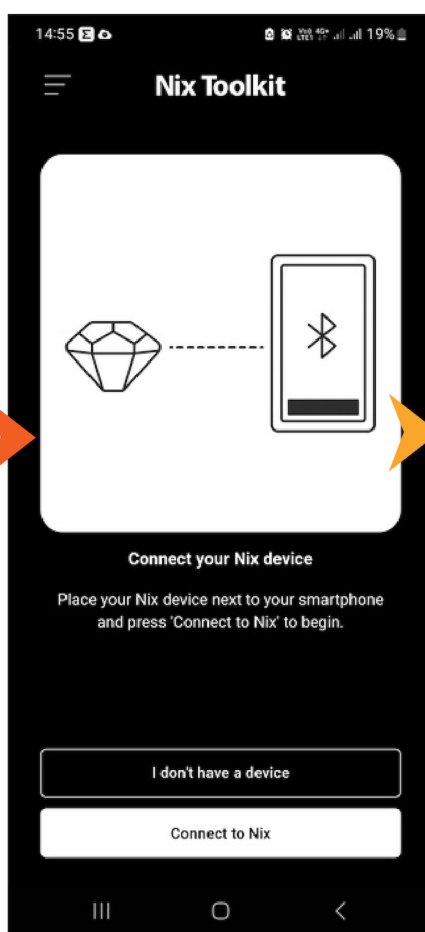 14:55 19%
Nix Toolkit
Connect your Nix device
Place your Nix device next to your smartphone
and press 'Connect to Nix' to begin.
I don't have a device
Connect to Nix